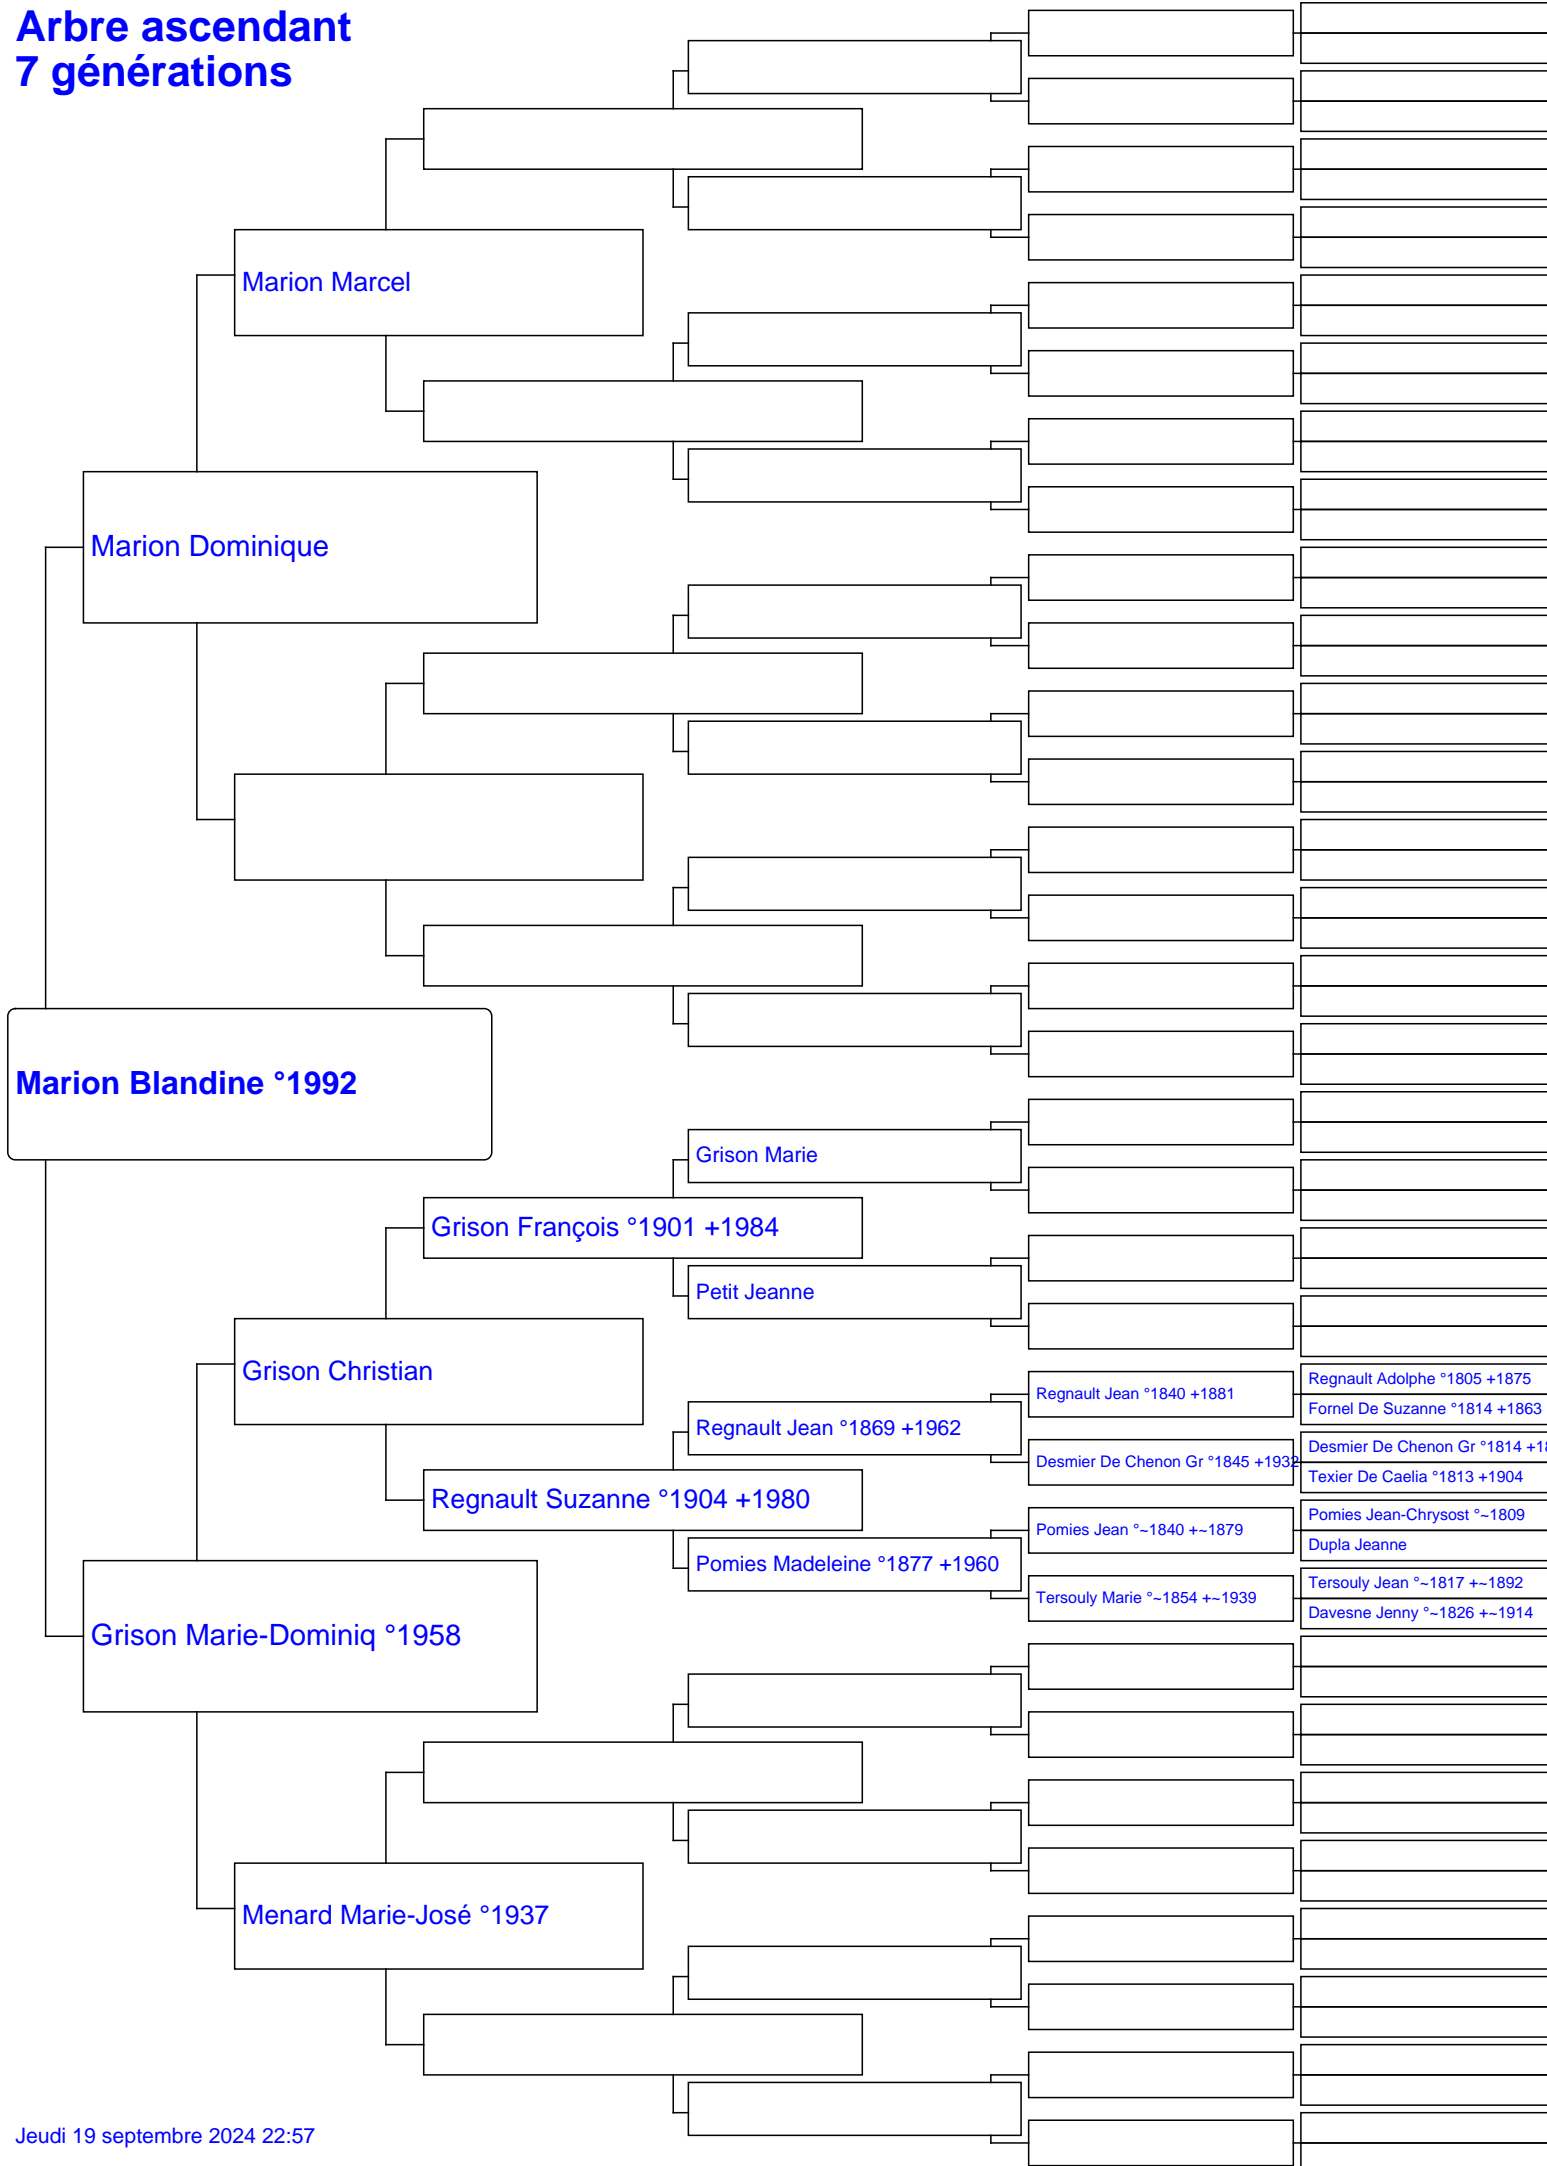 Arbre ascendant
7 générations
Marion Marcel
Marion Dominique
Marion Blandine °1992
Grison Marie
Grison François °1901 +1984
Petit Jeanne
Grison Christian
Regnault Adolphe °1805 +1875
Regnault Jean °1840 +1881
Fornel De Suzanne °1814 +1863
Regnault Jean °1869 +1962
Desmier De Chenon Gr °1814
Desmier De Chenon Gr °1845 +1932
Texier De Caelia °1813 +1904
Regnault Suzanne °1904 +1980
Pomies Jean-Chrysost °~1809
Pomies Jean °~1840 +~1879
Dupla Jeanne
Pomies Madeleine °1877 +1960
Tersouly Jean °~1817 +~1892
Tersouly Marie °~1854 +~1939
Davesne Jenny °~1826 +~1914
Grison Marie-Dominiq °1958
Menard Marie-José °1937
Jeudi 19 septembre 2024 22:57